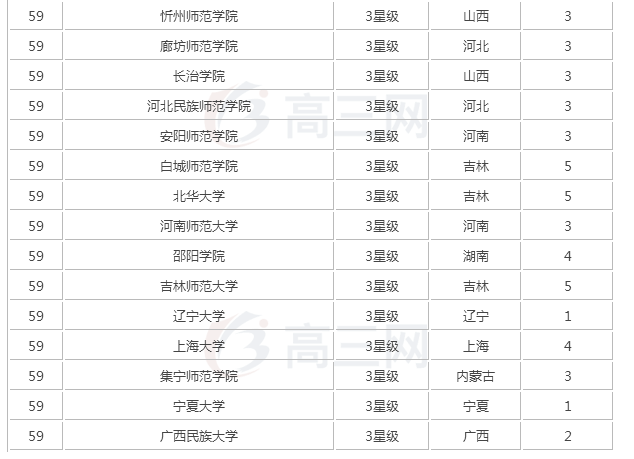 59 忻州师范学院 3星级 山西 3
59 廊坊师范学院 3星级 河北 3
59 长治学院 3星级 山西 3
59 河北民族师范学院 3星级 河北 3
高三网
59 安阳师范学院 3星级 河南 3
59 白城师范学院 3星级 吉林 5
59 北华大学 3星级 吉林 5
59 河南师范大学 3星级 河南 3
59 邵阳学院 3星级 湖南 4
59 吉林师范大学 3星级 吉林 5
59 辽宁大学 3星级 辽宁 1
59 上海大学 3星级 上海 4
高三网
59 集宁师范学院 3星级 内蒙古 3
59 宁夏大学 3星级 宁夏 1
59 广西民族大学 3星级 广西 2